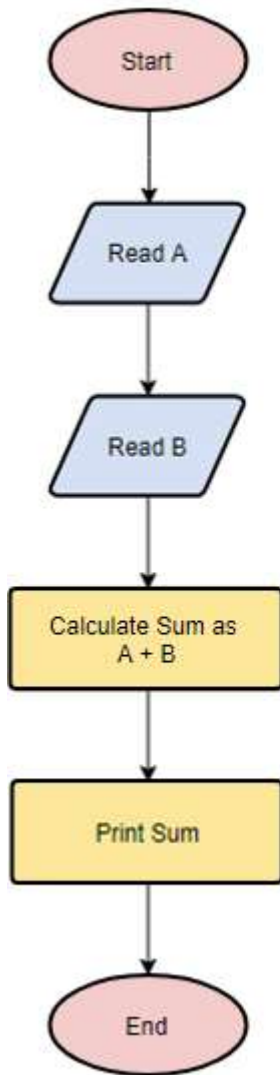 Start
Read A
Read B
Calculate Sum as
A + B
Print Sum
End